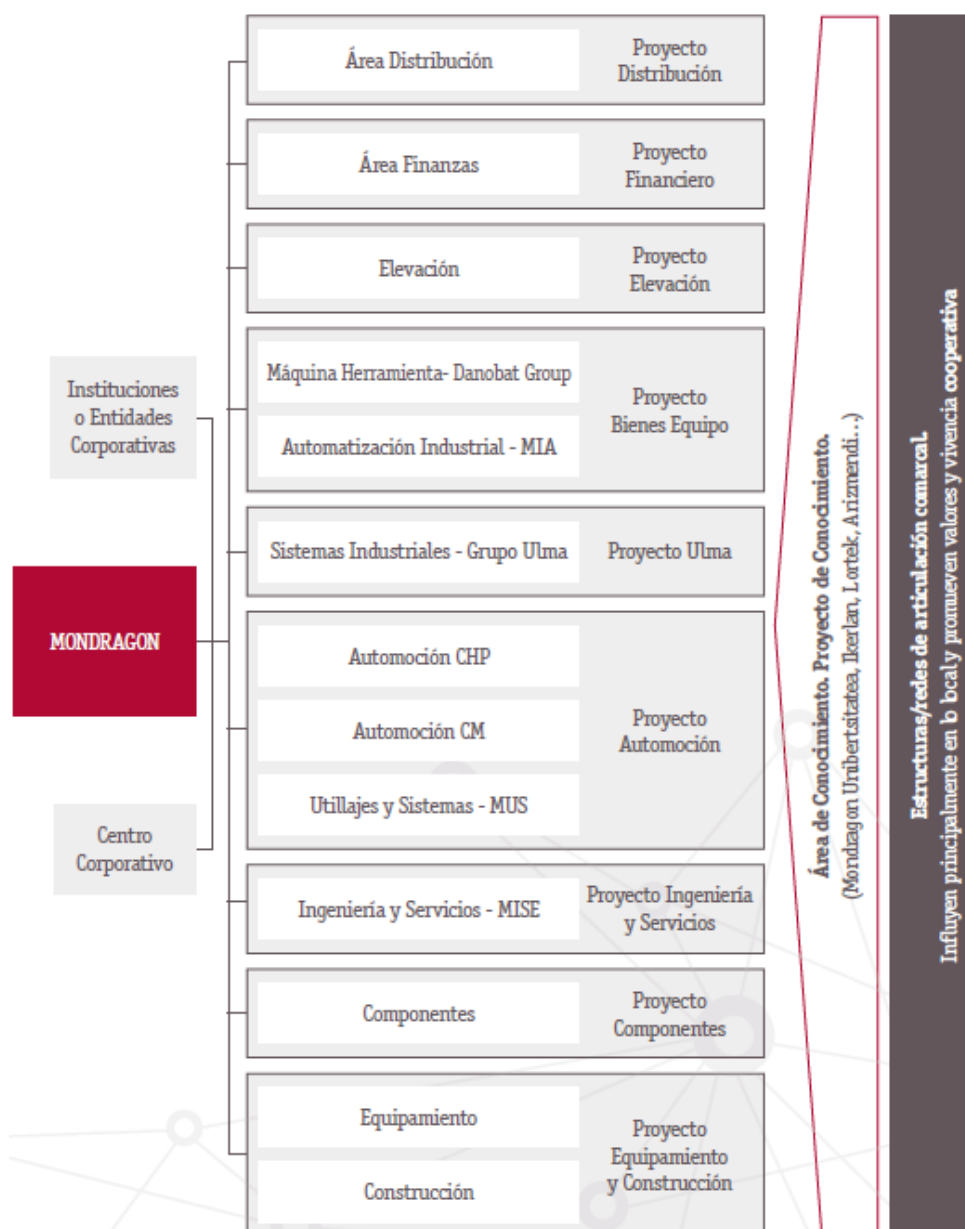 Instituciones
o Entidades
Corporativas
MONDRAGON
Centro
Corporativo
Área Distribución
Proyecto
Distribución
Área Finanzas
Proyecto
Financiero
Elevación
Proyecto
Elevación
Máquina Herramienta- Danobat Group
Automatización Industrial - MIA
Proyecto
Bienes Equipo
Sistemas Industriales - Grupo Ulma
Proyecto Ulma
Automoción CHP
Automoción CM
Utillajes y Sistemas - MUS
Proyecto
Automoción
Ingeniería y Servicios - MISE
Proyecto Ingeniería
y Servicios
Componentes
Proyecto
Componentes
Equipamiento
Construcción
Proyecto
Equipamiento
y Construcción
Área de Conocimiento. Proyecto de Conocimiento.
(Mondragon Unibertsitatea, Ikerlan, Lortek, Arizmendi...)
Estructuras/redes de articulación comarcal.
Influyen principalmente en lo local y promueven valores y vivencia cooperativa